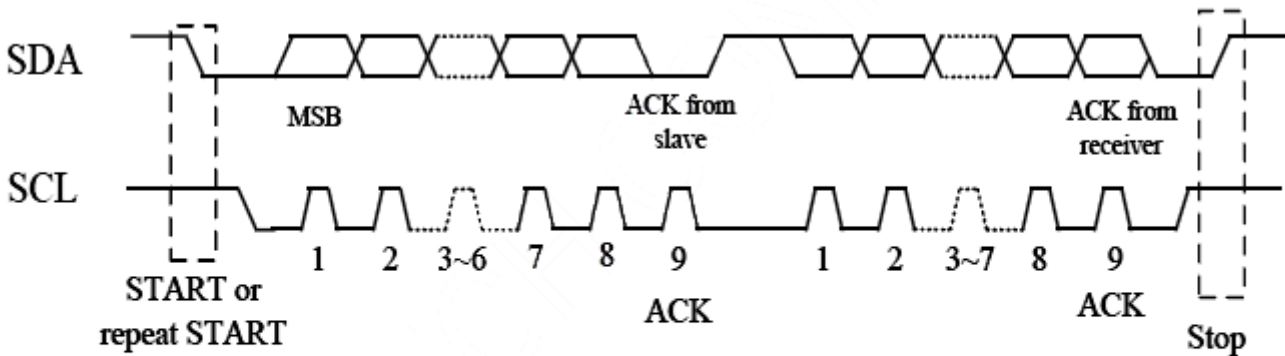 SDA
MSB
ACK from
slave
ACK from
receiver
SCL
1 2 3~6 7 8 9 1 2 3~7 8 9
START or
repeat START
ACK
ACK
Stop